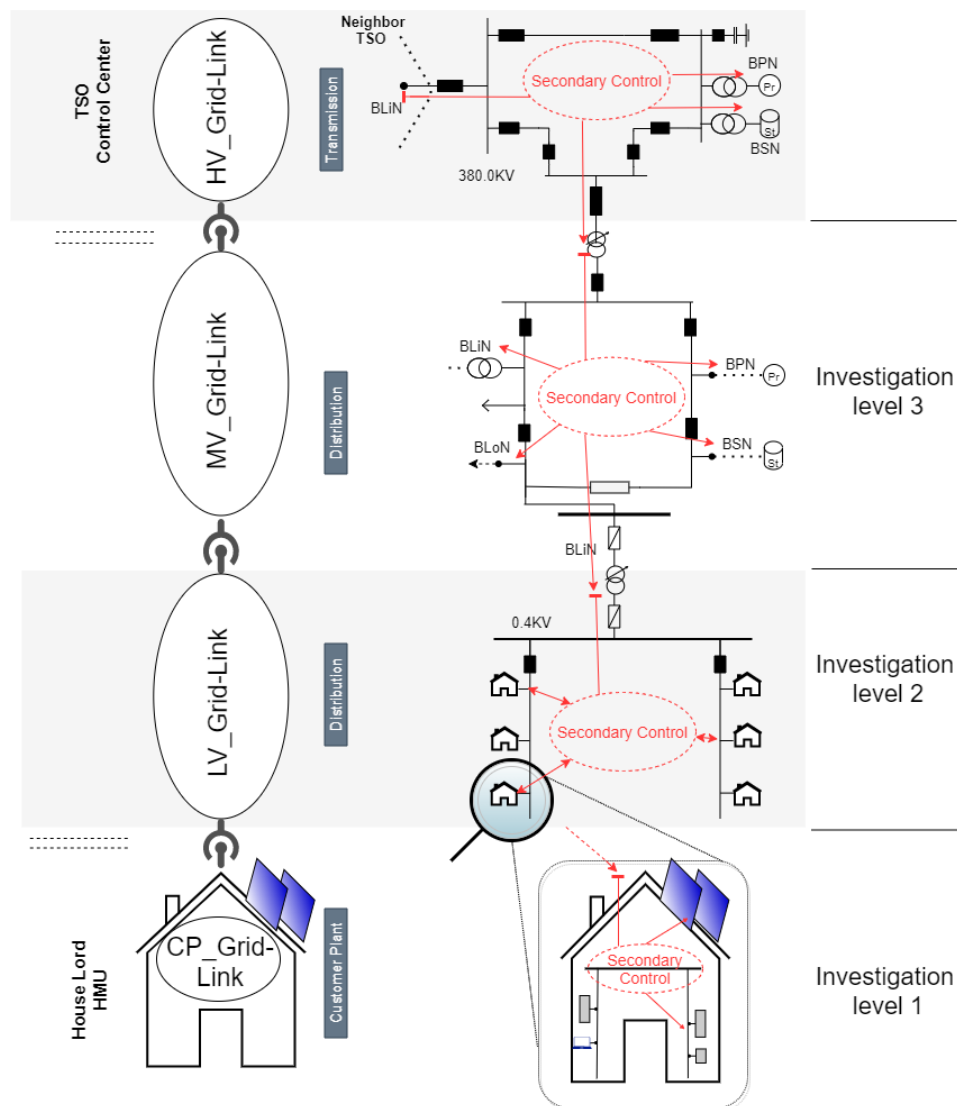 TSO
Control Center
HV_Grid-Link
Transmission
Neighbor
TSO
BLiN
380.0KV
Secondary Control
BPN
Pr
St
BSN
MV_Grid-Link
Distribution
BLiN
BLoN
Secondary Control
BPN
Pr
BSN
St
BLiN
Investigation
level 3
LV_Grid-Link
Distribution
0.4KV
Secondary Control
Investigation
level 2
House Lord
HMU
CP_Grid-
Link
Customer Plant
Secondary
Control
Investigation
level 1